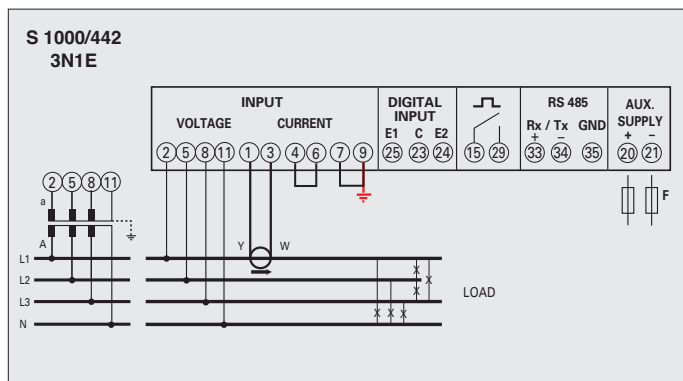 S 1000/442
3N1E
INPUT
VOLTAGE CURRENT
DIGITAL
INPUT
E1 C E2
RS 485
Rx / Tx GND
+ −
AUX.
SUPPLY
+ −
2 5 8 11 1 3 4 6 7 9 25 23 24 15 29 33 34 35 20 21
F
2 5 8 11
a
A
Y W
L1
L2
L3
N
LOAD